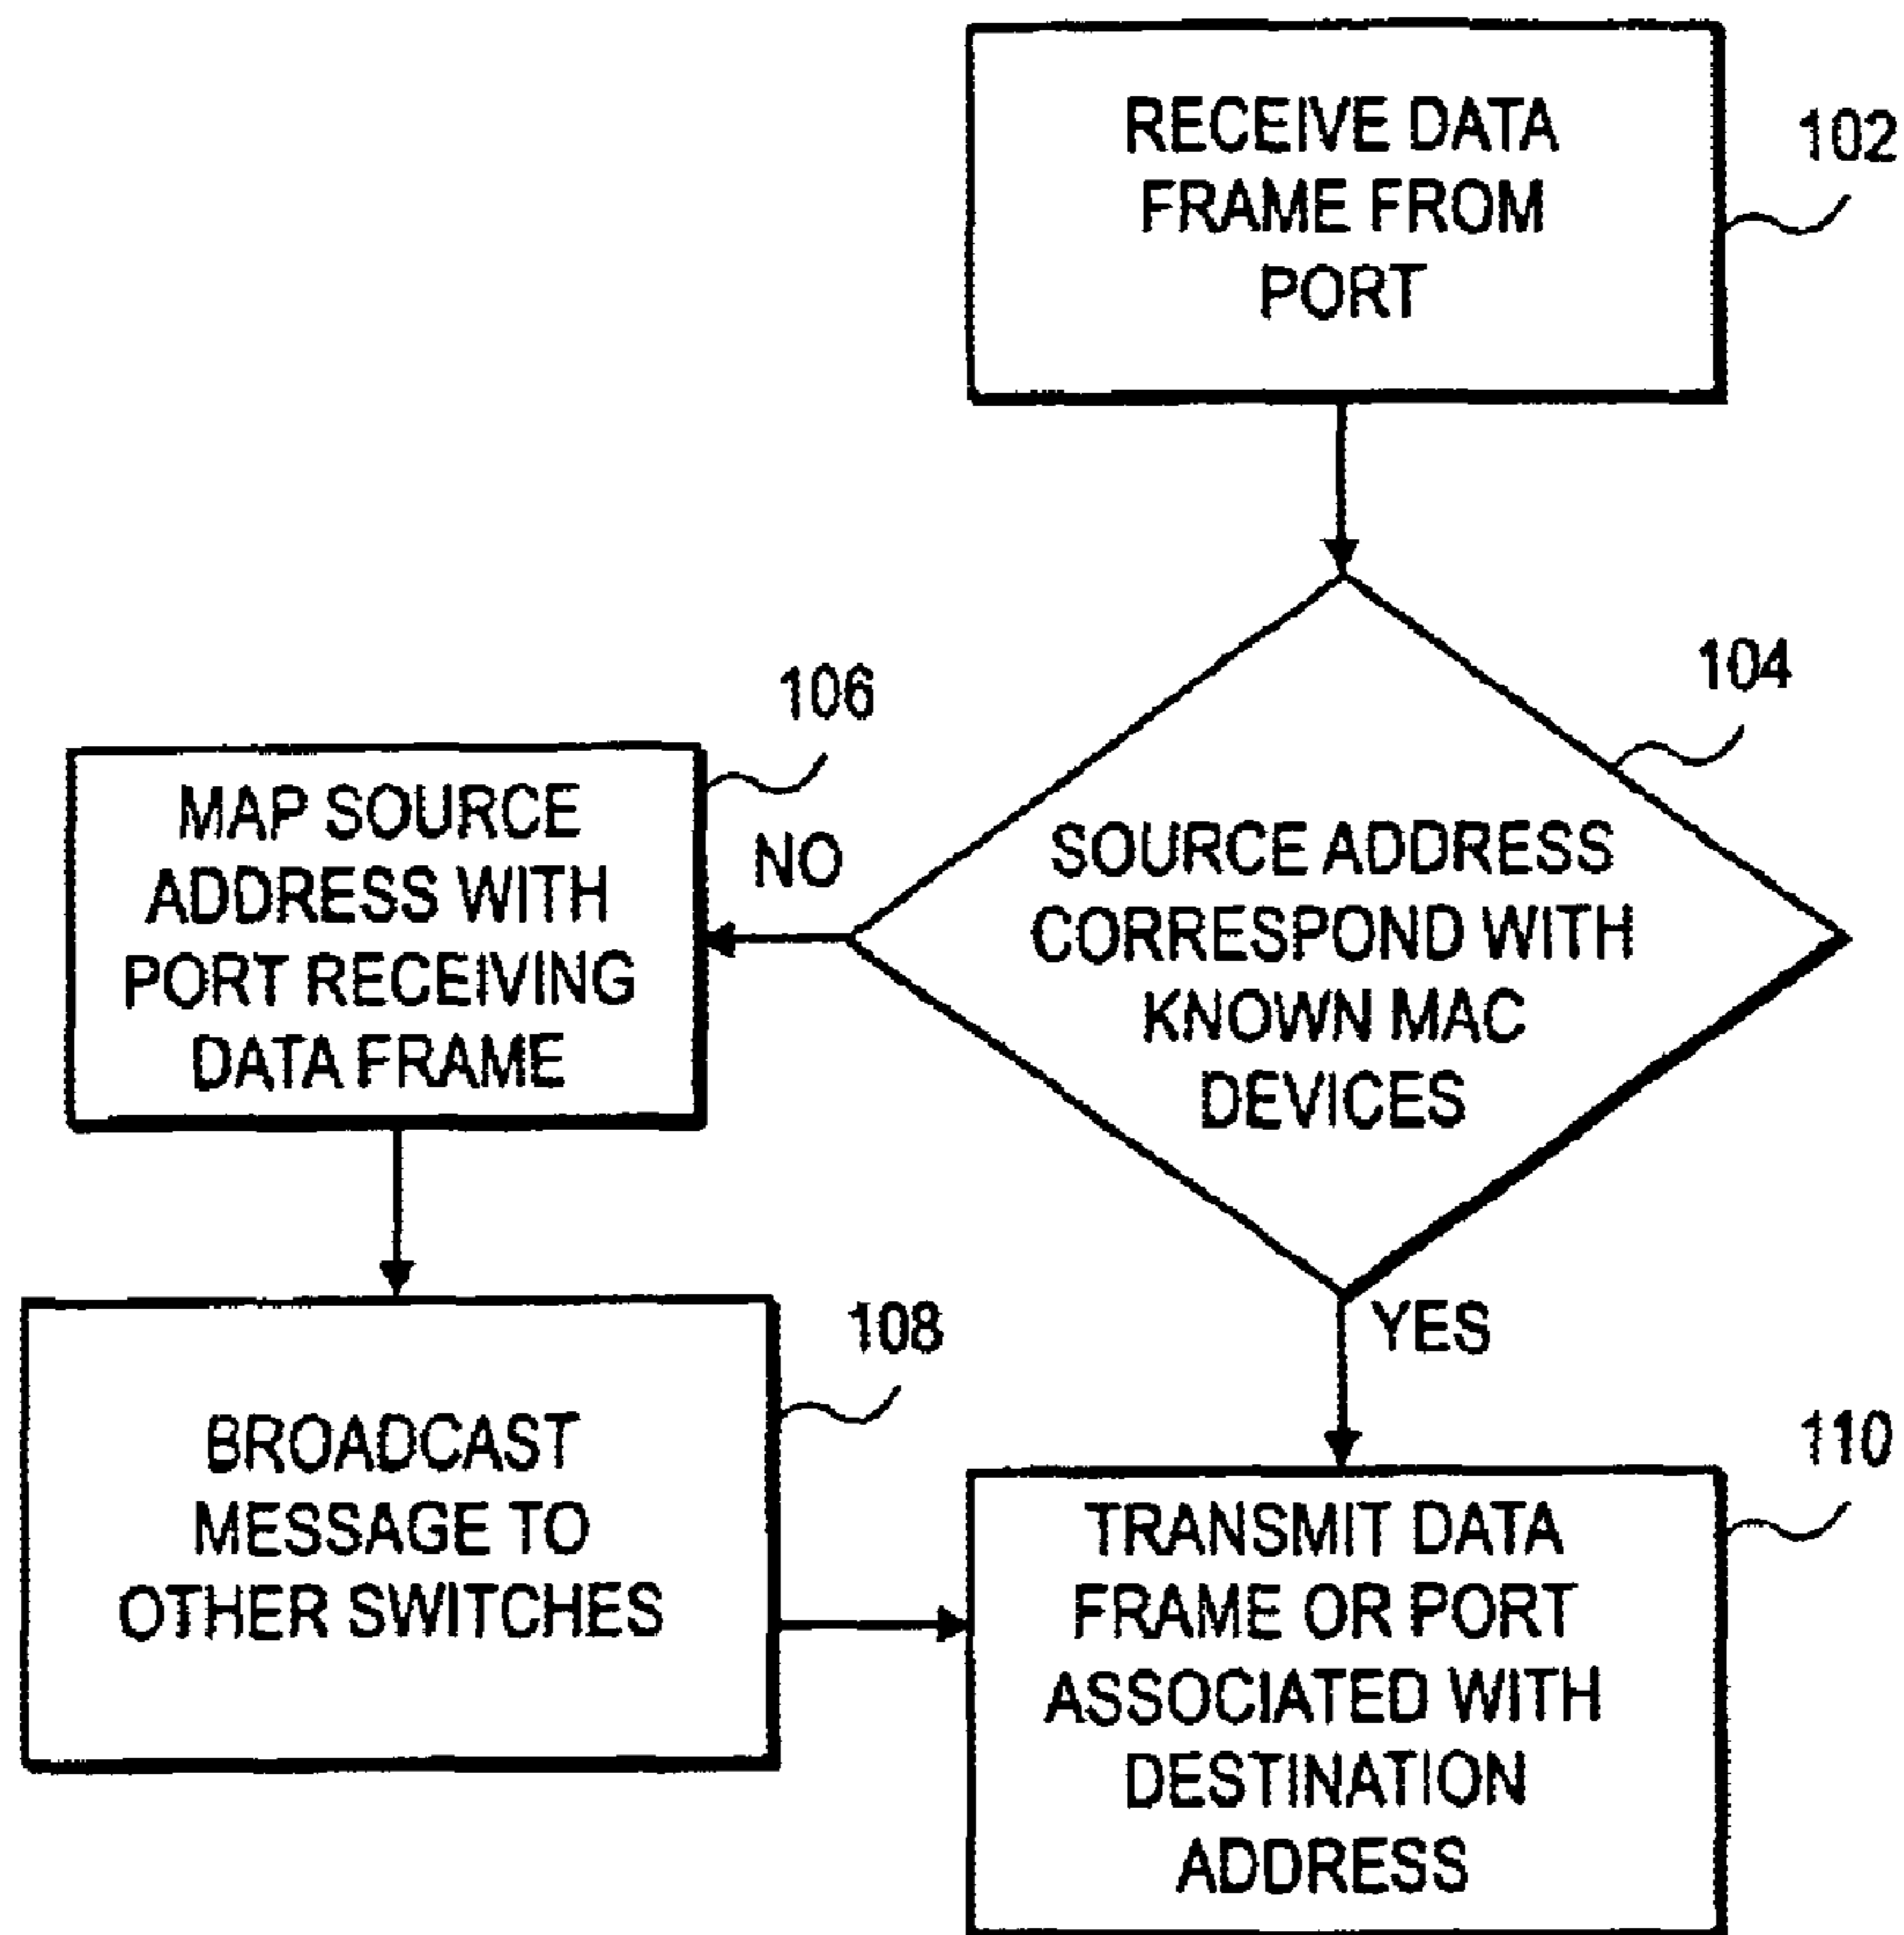 RECEIVE DATA
FRAME FROM
PORT
102
104
SOURCE ADDRESS
CORRESPOND WITH
KNOWN MAC
DEVICES
NO
106
MAP SOURCE
ADDRESS WITH
PORT RECEIVING
DATA FRAME
108
BROADCAST
MESSAGE TO
OTHER SWITCHES
YES
110
TRANSMIT DATA
FRAME OR PORT
ASSOCIATED WITH
DESTINATION
ADDRESS